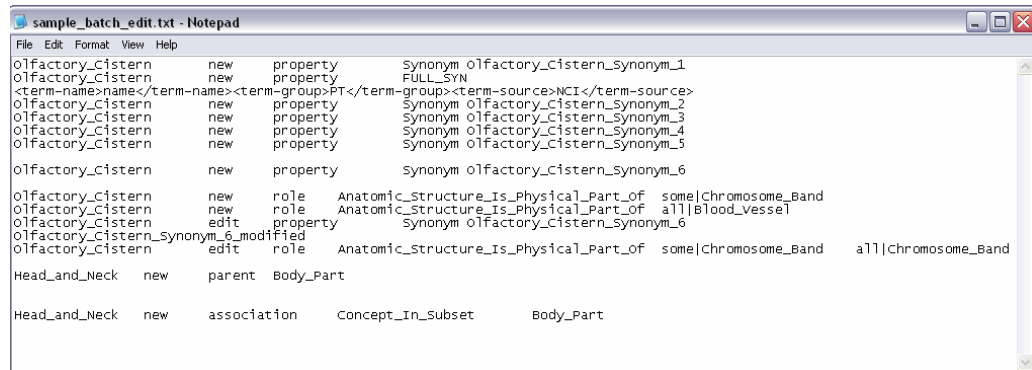 sample_batch_edit.txt - Notepad
File Edit Format View Help
Olfactory_Cistern new property Synonym Olfactory_Cistern_Synonym_1
Olfactory_Cistern new property FULL_SYN
<term-name>name</term-name><term-group>PT</term-group><term-source>NCI</term-source>
Olfactory_Cistern new property Synonym Olfactory_Cistern_Synonym_2
Olfactory_Cistern new property Synonym Olfactory_Cistern_Synonym_3
Olfactory_Cistern new property Synonym Olfactory_Cistern_Synonym_4
Olfactory_Cistern new property Synonym Olfactory_Cistern_Synonym_5
Olfactory_Cistern new property Synonym Olfactory_Cistern_Synonym_6
Olfactory_Cistern new role Anatomic_Structure_Is_Physical_Part_Of some|Chromosome_Band
Olfactory_Cistern new role Anatomic_Structure_Is_Physical_Part_Of all|Blood_Vessel
Olfactory_Cistern edit property Synonym Olfactory_Cistern_Synonym_6
Olfactory_Cistern_Synonym_6_modified
Olfactory_Cistern edit role Anatomic_Structure_Is_Physical_Part_Of some|Chromosome_Band all|Chromosome_Band
Head_and_Neck new parent Body_Part
Head_and_Neck new association Concept_In_Subset Body_Part